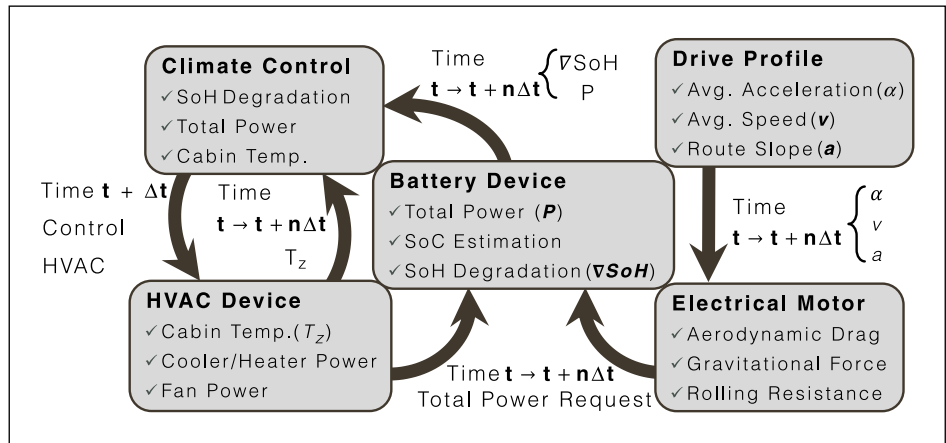 Climate Control
✓SoH Degradation
✓Total Power
✓Cabin Temp.
Time
t → t + nΔt
∇SoH
P
Drive Profile
✓Avg. Acceleration(α)
✓Avg. Speed(v)
✓Route Slope(a)
Battery Device
✓Total Power (P)
✓SoC Estimation
✓SoH Degradation(∇SoH)
Time t + Δt
Control
HVAC
Time
t → t + nΔt
T_z
Time
t → t + nΔt
α
v
a
HVAC Device
✓Cabin Temp.(T_Z)
✓Cooler/Heater Power
✓Fan Power
Time t → t + nΔt
Total Power Request
Electrical Motor
✓Aerodynamic Drag
✓Gravitational Force
✓Rolling Resistance